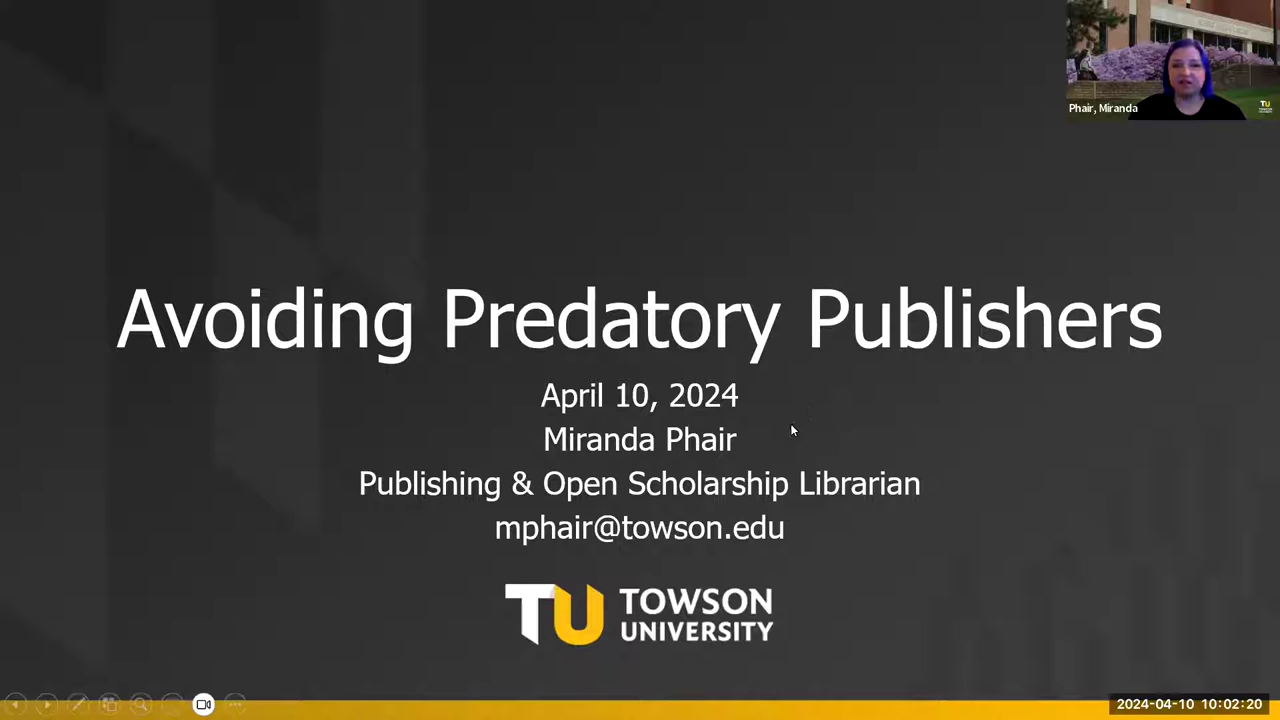 Phair, Miranda
TU
Avoiding Predatory Publishers
April 10, 2024
Miranda Phair
Publishing & Open Scholarship Librarian
mphair@towson.edu
TU TOWSON
UNIVERSITY
2024-04-10 10:02:20